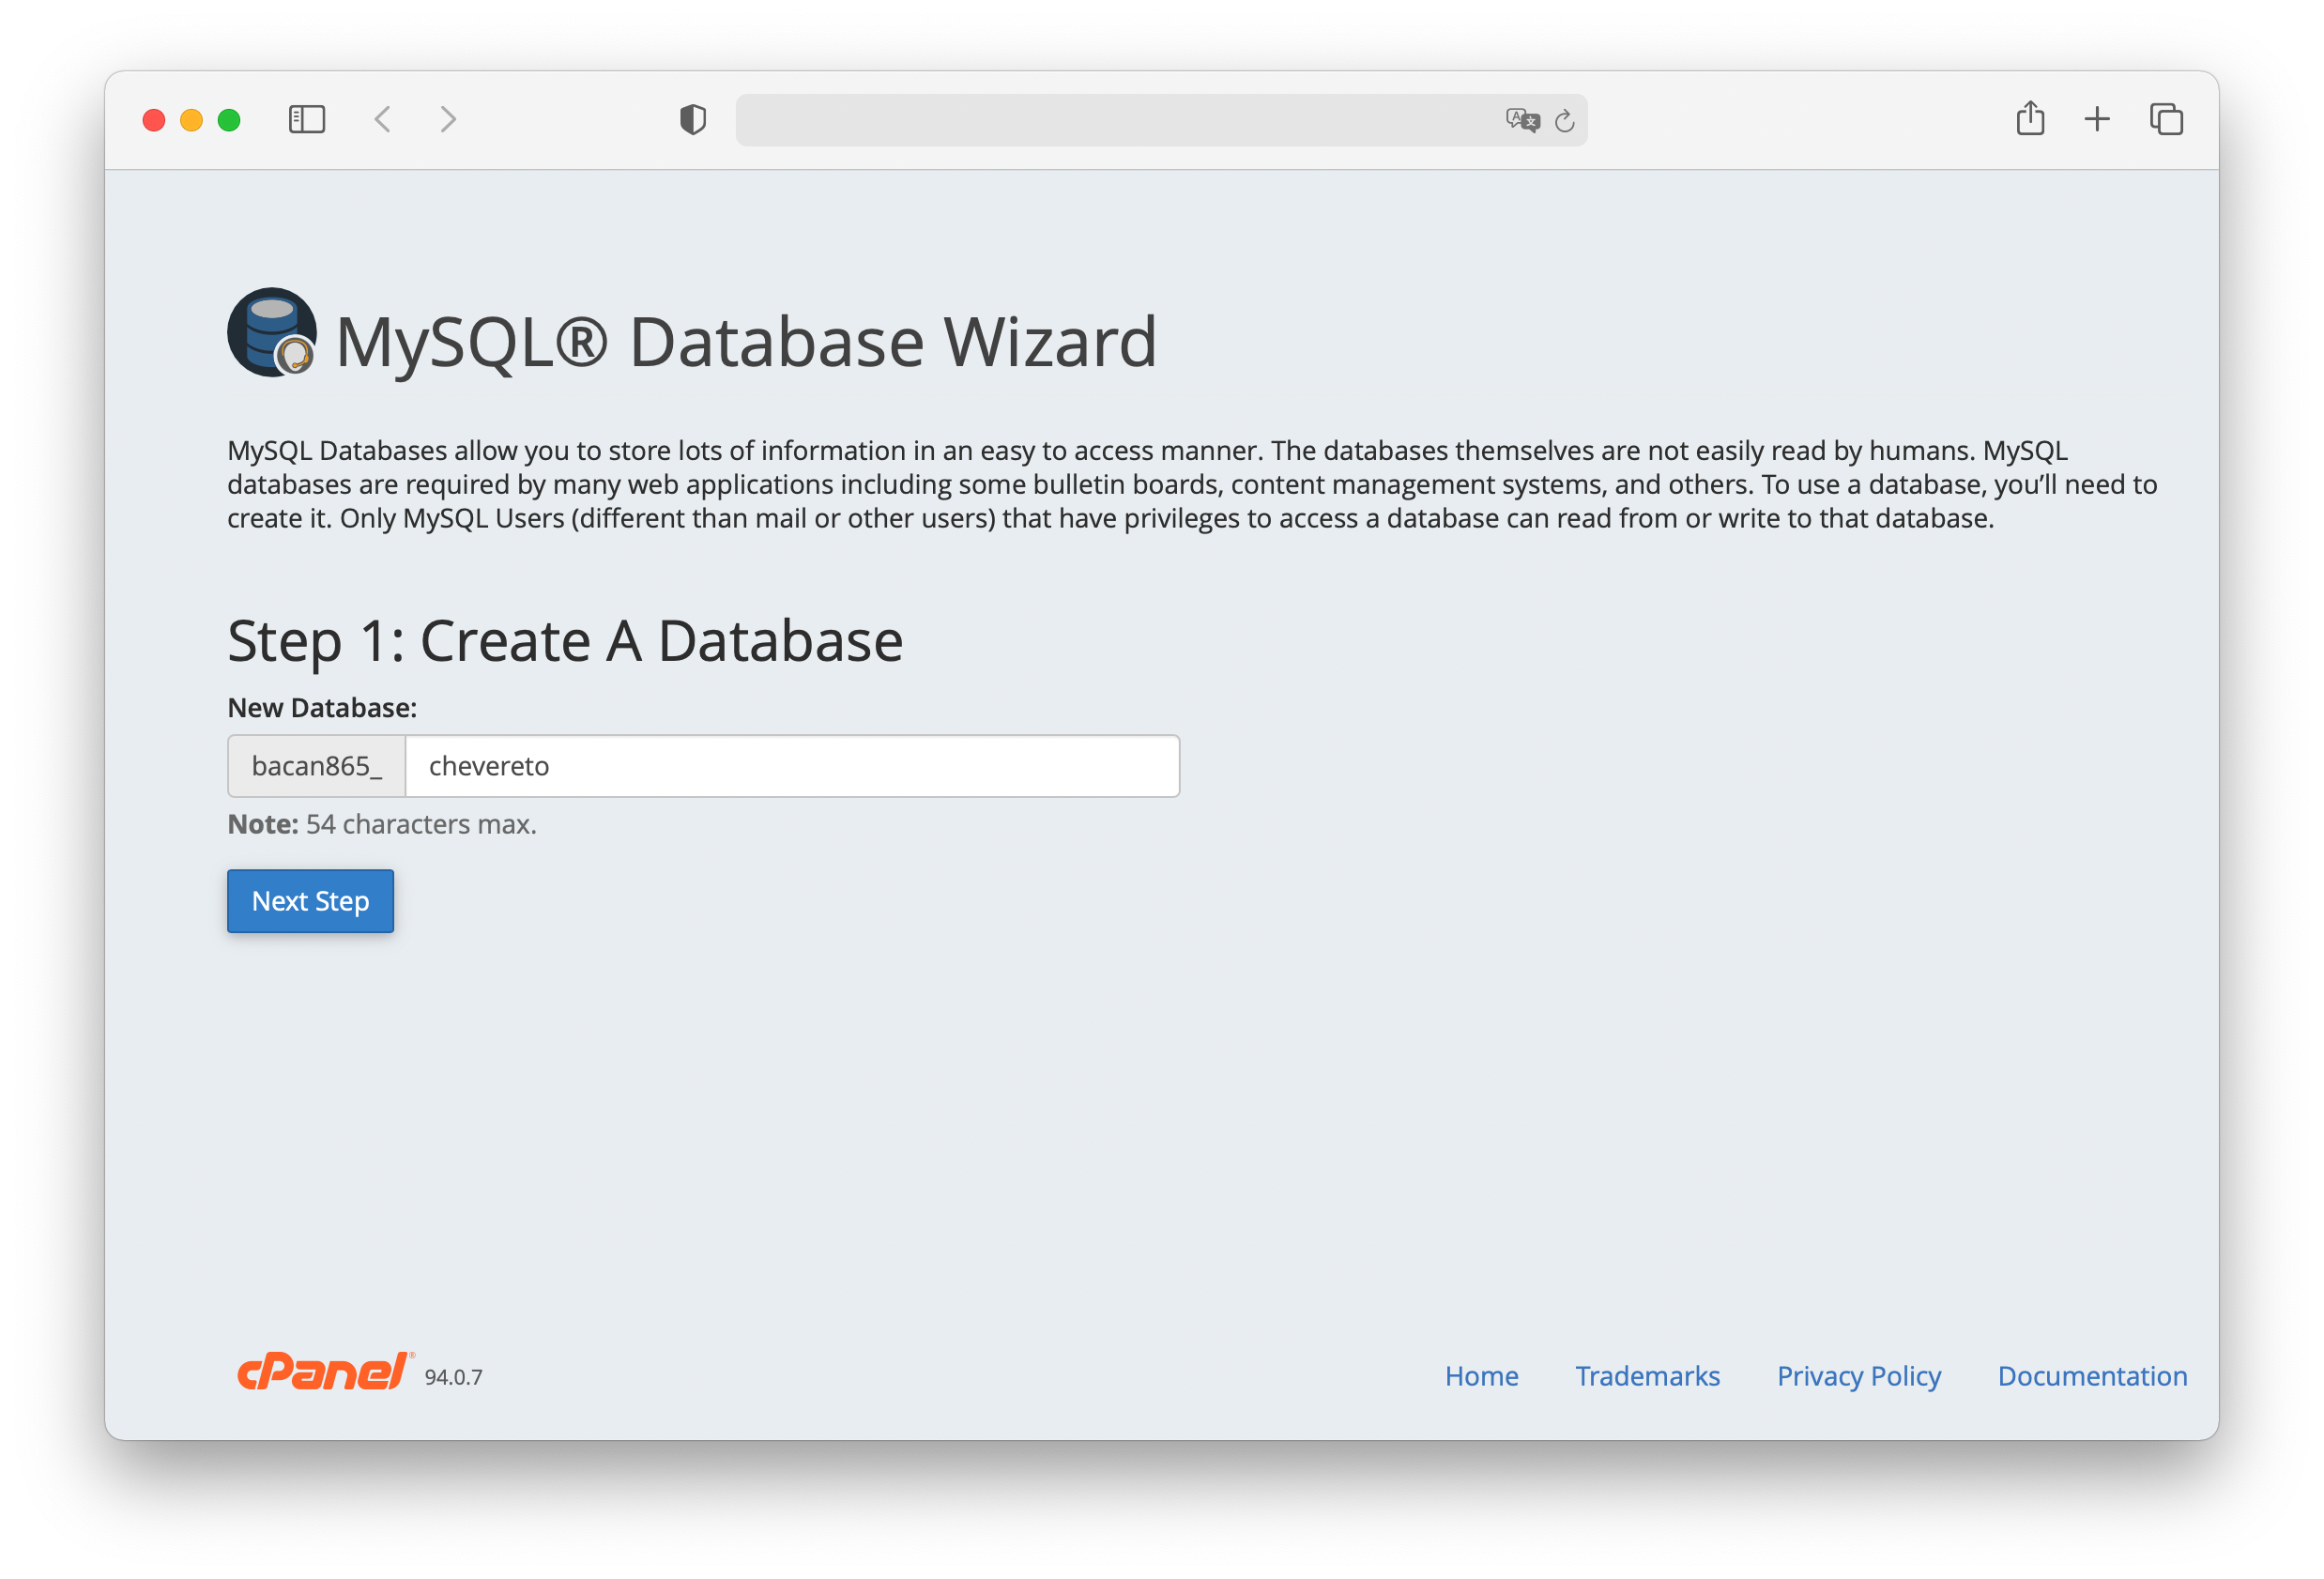 MySQL® Database Wizard
MySQL Databases allow you to store lots of information in an easy to access manner. The databases themselves are not easily read by humans. MySQL
databases are required by many web applications including some bulletin boards, content management systems, and others. To use a database, you’ll need to
create it. Only MySQL Users (different than mail or other users) that have privileges to access a database can read from or write to that database.
Step 1: Create A Database
New Database:
bacan865_ chevereto
Note: 54 characters max.
Next Step
cPanel® 94.0.7 Home Trademarks Privacy Policy Documentation